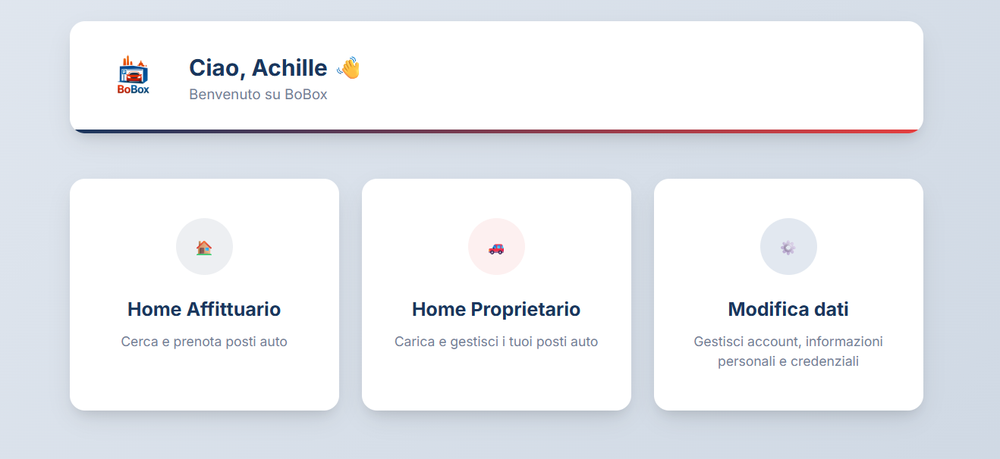 BoBox
Ciao, Achille 👋
Benvenuto su BoBox
Home Affittuario
Cerca e prenota posti auto
Home Proprietario
Carica e gestisci i tuoi posti auto
Modifica dati
Gestisci account, informazioni
personali e credenziali